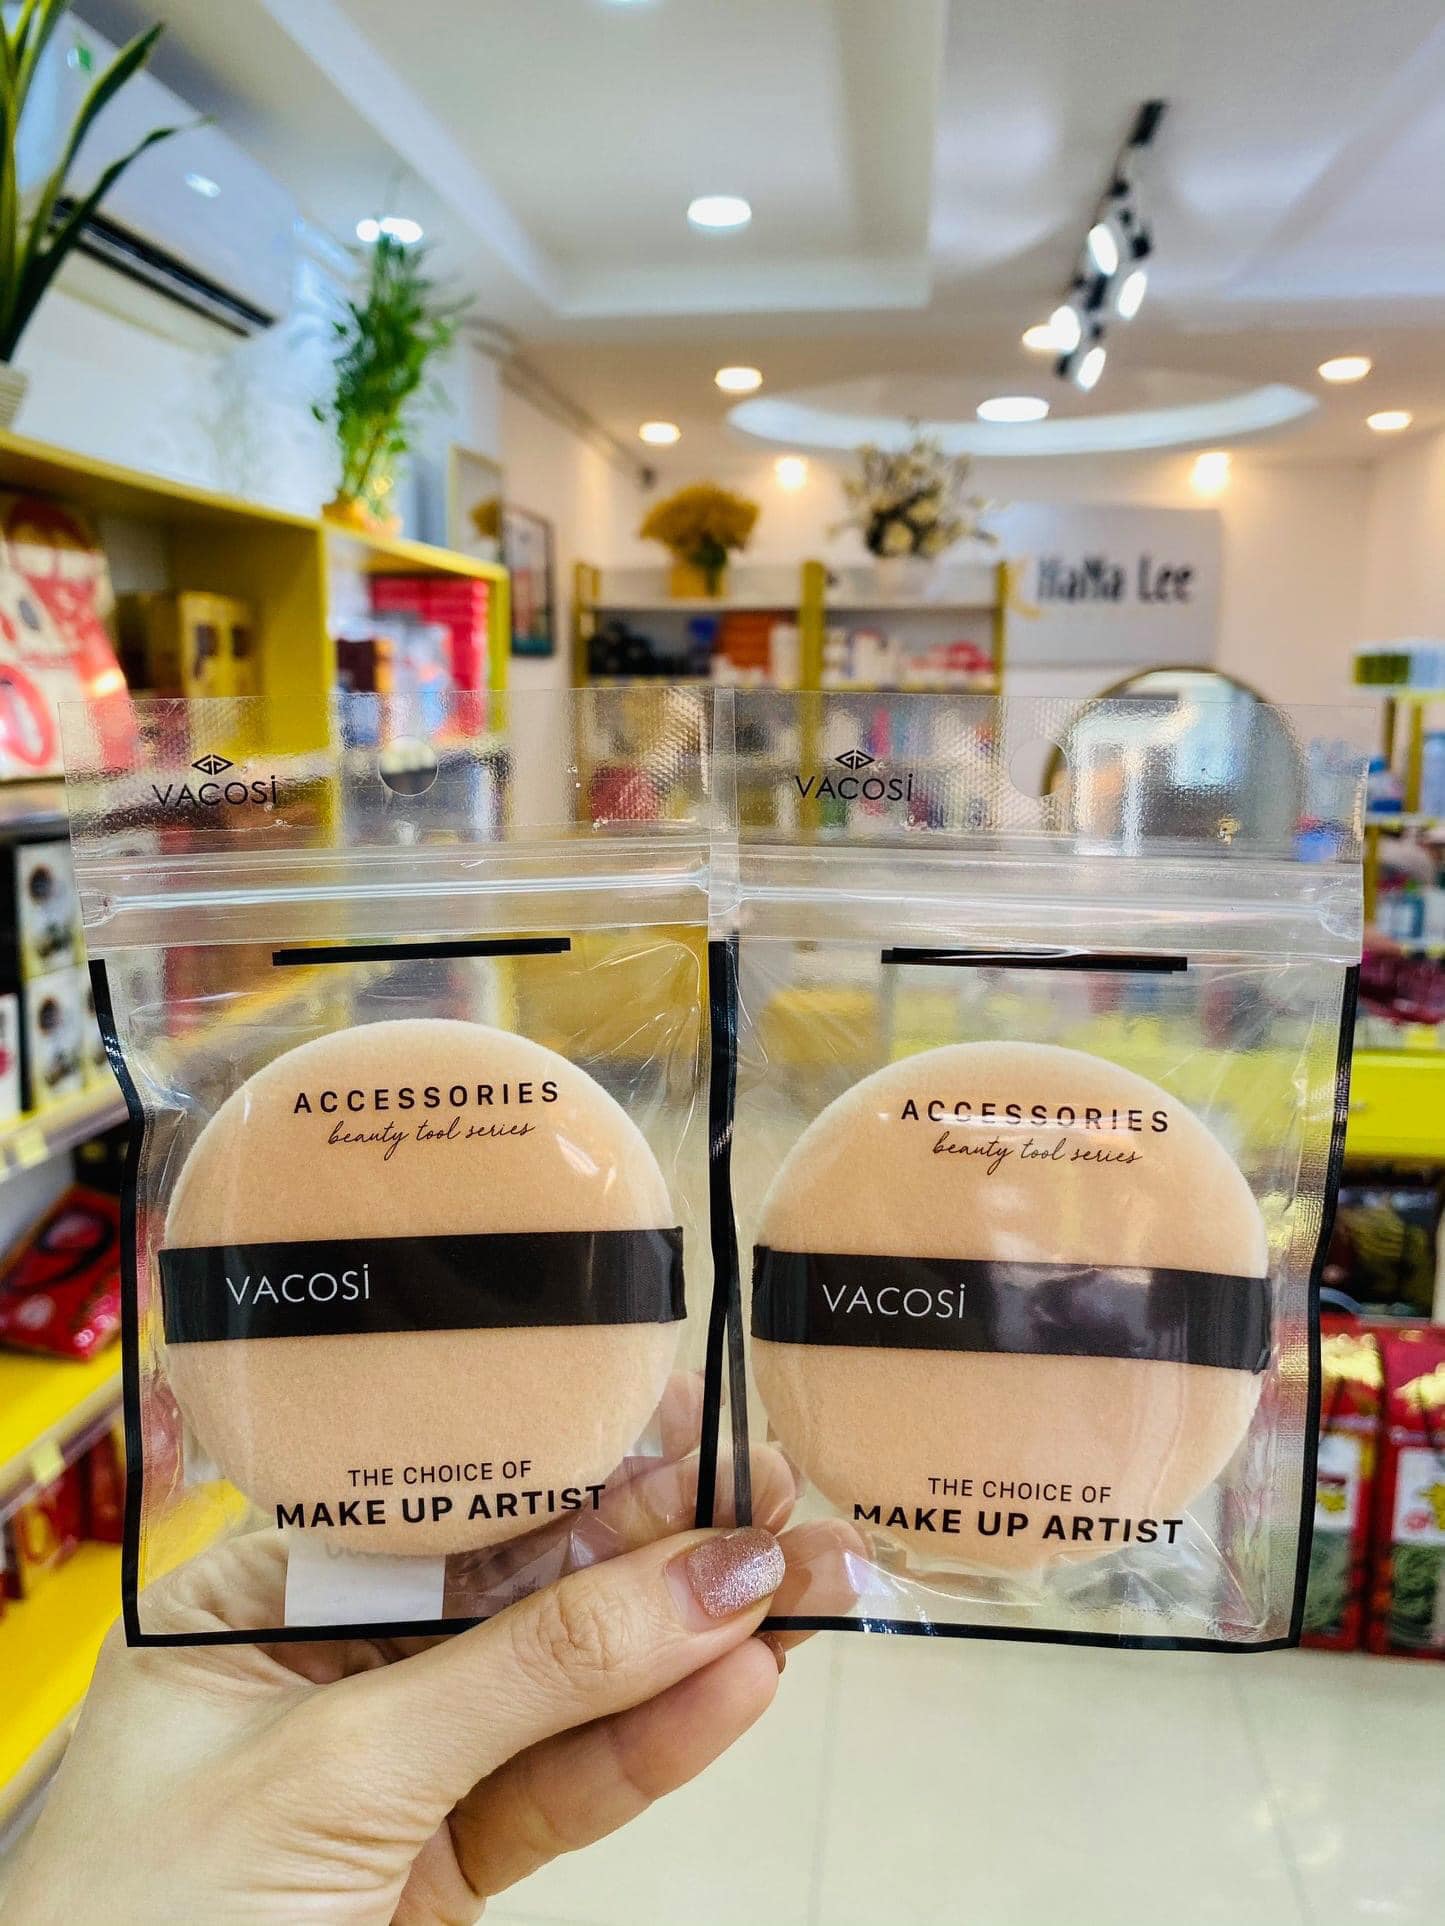 HaNa Lee
VACOSI
ACCESSORIES
beauty tool series
VACOSI
THE CHOICE OF
MAKE UP ARTIST
VACOSI
ACCESSORIES
beauty tool series
VACOSI
THE CHOICE OF
MAKE UP ARTIST